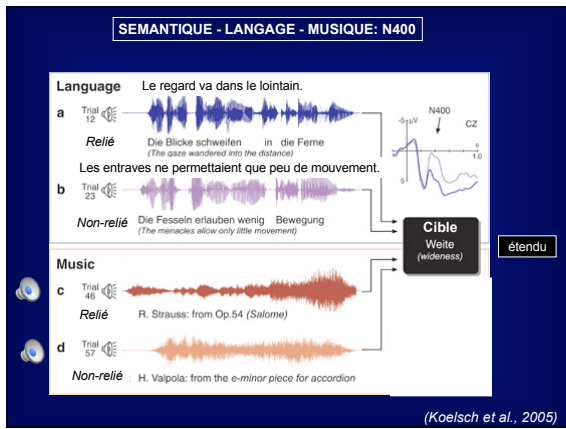 SEMANTIQUE - LANGAGE - MUSIQUE: N400
Language
Le regard va dans le lointain.
a
Trial
12
Relié
Die Blicke schweifen in die Ferne
(The gaze wandered into the distance)
-5 µV
N400
CZ
s
1.0
5
Les entraves ne permettaient que peu de mouvement.
b
Trial
23
Non-relié
Die Fesseln erlauben wenig Bewegung
(The menacles allow only little movement)
Cible
Weite
(wideness)
étendu
Music
c
Trial
46
Relié
R. Strauss: from Op.54 (Salome)
d
Trial
57
Non-relié
H. Valpola: from the e-minor piece for accordion
(Koelsch et al., 2005)